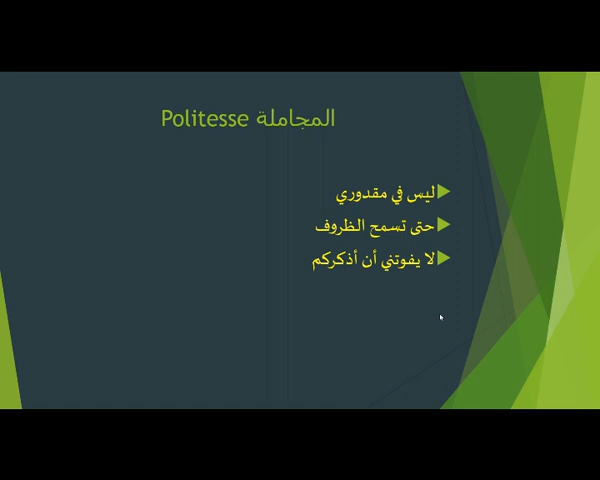 المجاملة Politesse
ليس في مقدوري
حتى تسمح الظروف
لا يفوتني أن أذكركم